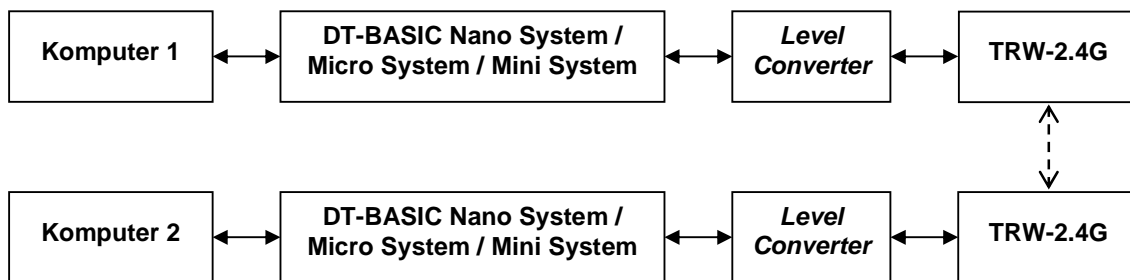 Komputer 1
DT-BASIC Nano System /
Micro System / Mini System
Level
Converter
TRW-2.4G
Komputer 2
DT-BASIC Nano System /
Micro System / Mini System
Level
Converter
TRW-2.4G